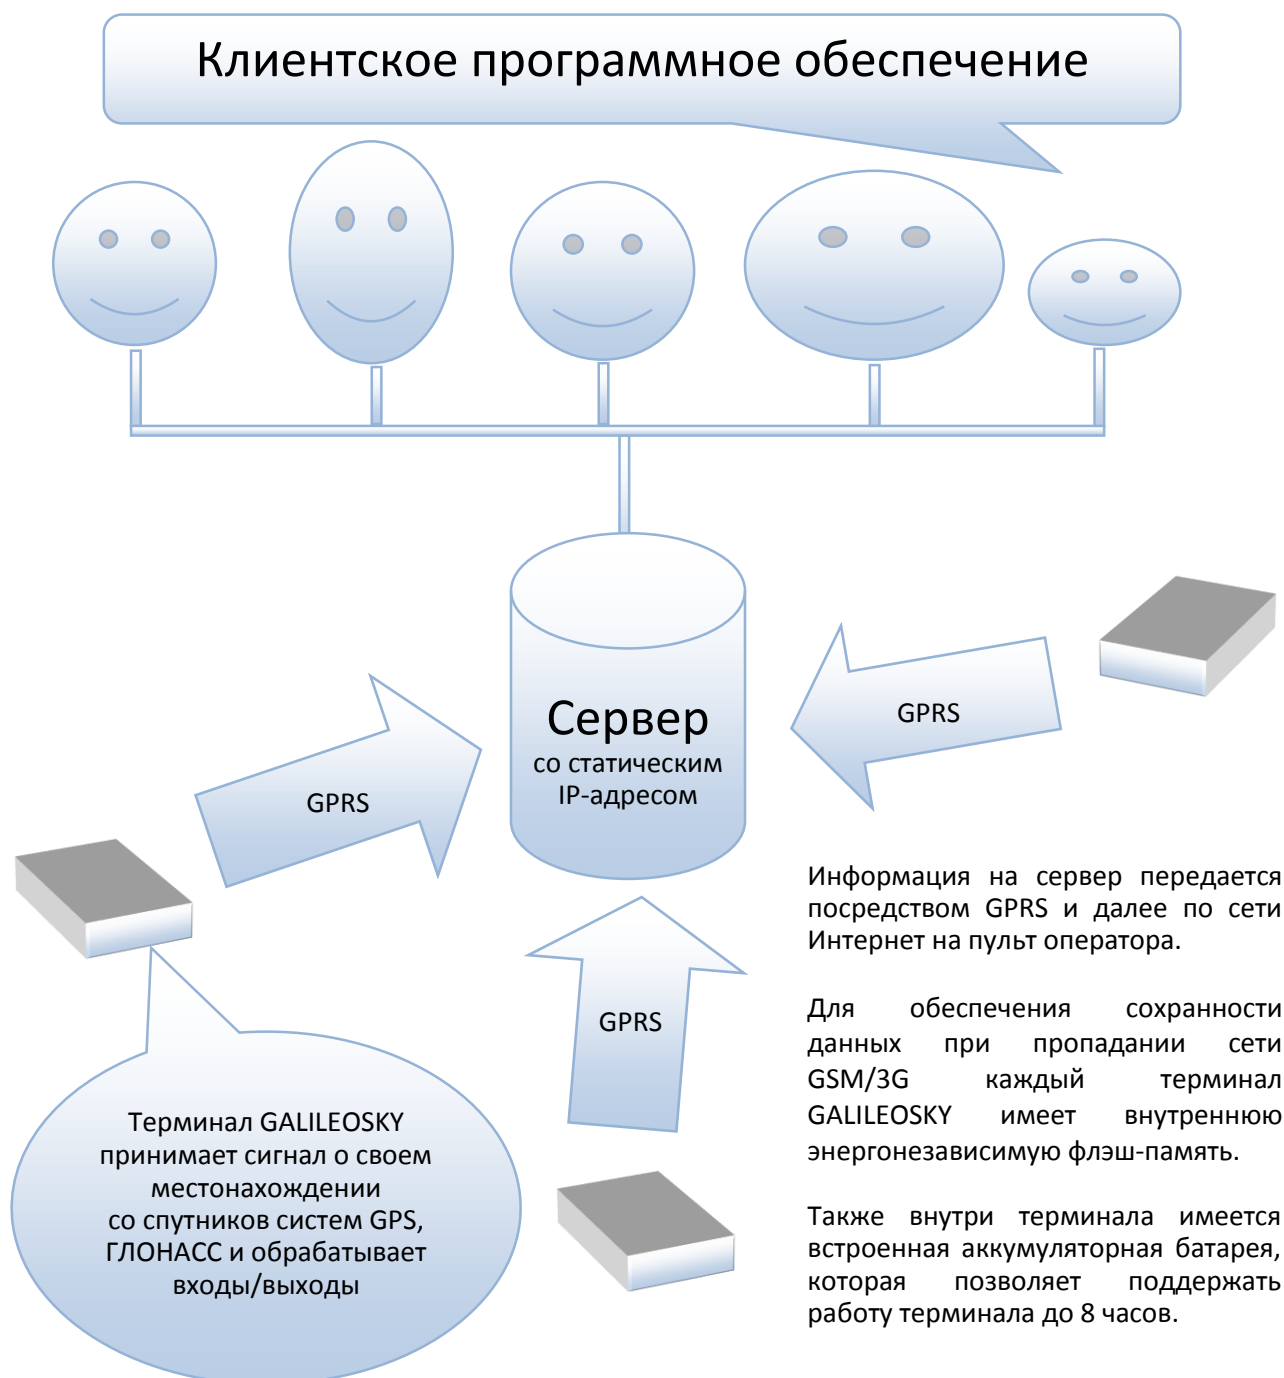 Клиентское программное обеспечение
Сервер
со статическим
IP-адресом
GPRS
GPRS
GPRS
Терминал GALILEOSKY
принимает сигнал о своем
местонахождении
со спутников систем GPS,
ГЛОНАСС и обрабатывает
входы/выходы
Информация на сервер передается
посредством GPRS и далее по сети
Интернет на пульт оператора.
Для обеспечения сохранности
данных при пропадании сети
GSM/3G каждый терминал
GALILEOSKY имеет внутреннюю
энергонезависимую флэш-память.
Также внутри терминала имеется
встроенная аккумуляторная батарея,
которая позволяет поддержать
работу терминала до 8 часов.